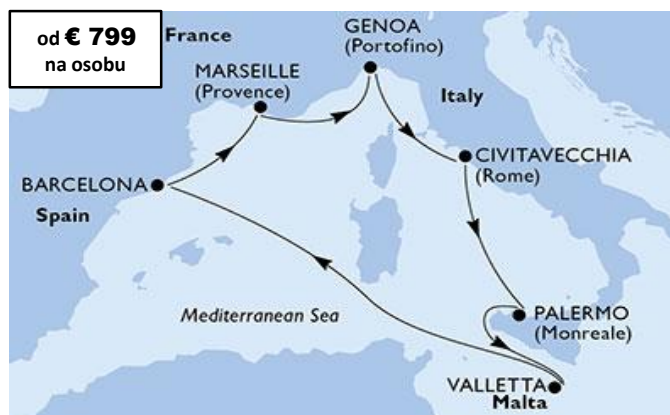 od € 799
na osobu
France
GENOA
(Portofino)
MARSEILLE
(Provence)
Italy
CIVITAVECCHIA
(Rome)
BARCELONA
Spain
Mediterranean Sea
PALERMO
(Monreale)
VALLETTA
Malta